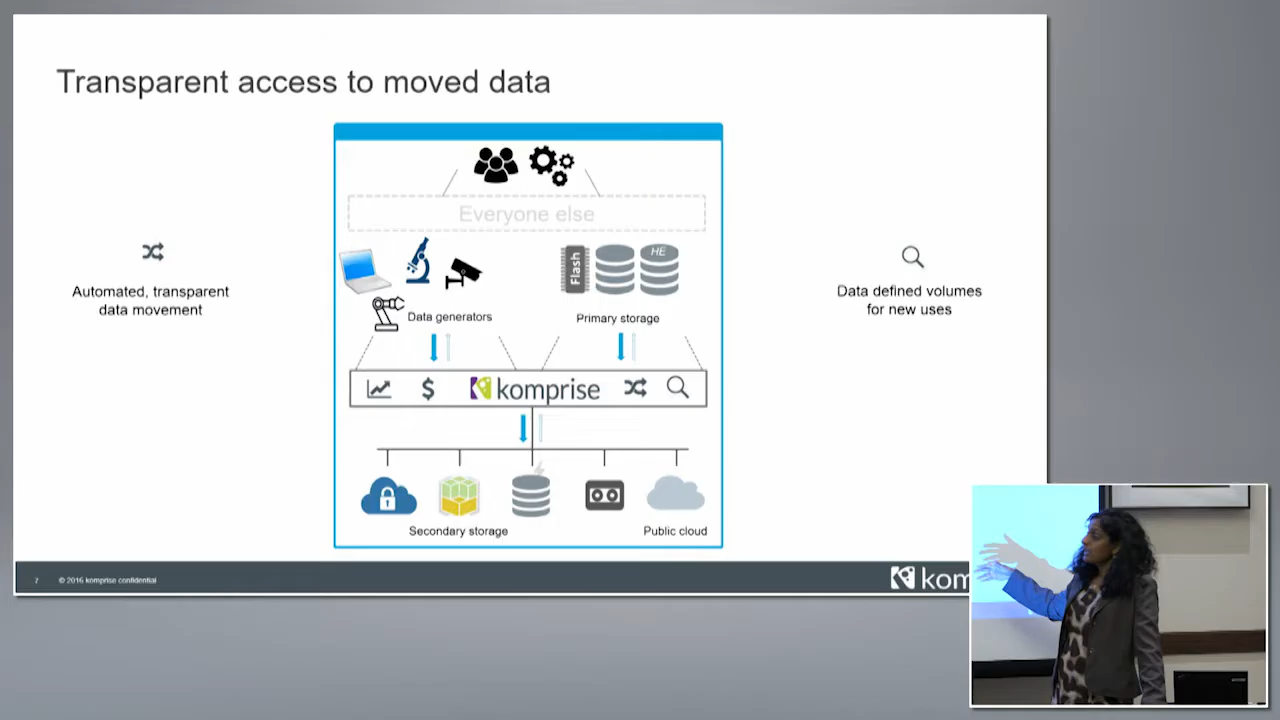 Transparent access to moved data
Everyone else
Flash
HE
Automated, transparent
data movement
Data defined volumes
for new uses
Data generators
Primary storage
$
komprise
Secondary storage
Public cloud
7
© 2016 komprise confidential
kom